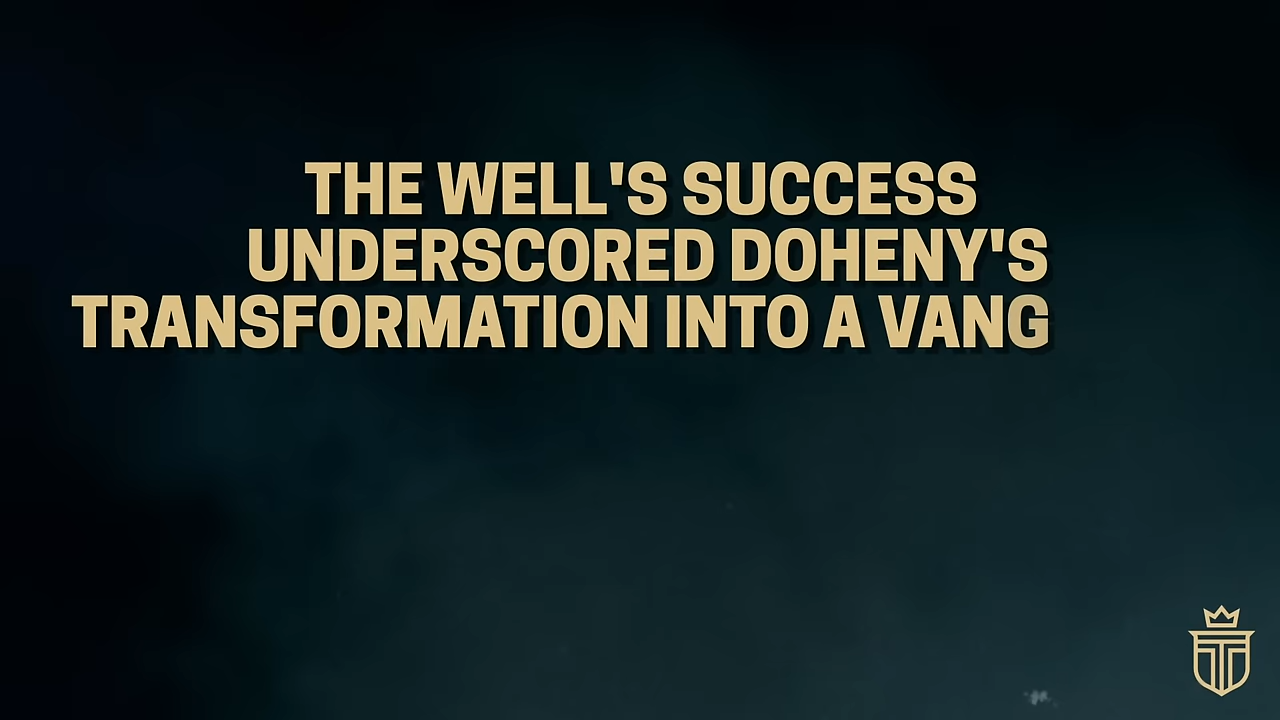 THE WELL'S SUCCESS
UNDERSCORED DOHENY'S
TRANSFORMATION INTO A VANG